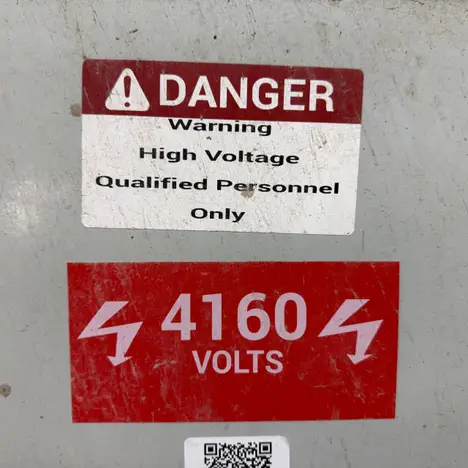 DANGER
Warning
High Voltage
Qualified Personnel
Only
4160
VOLTS